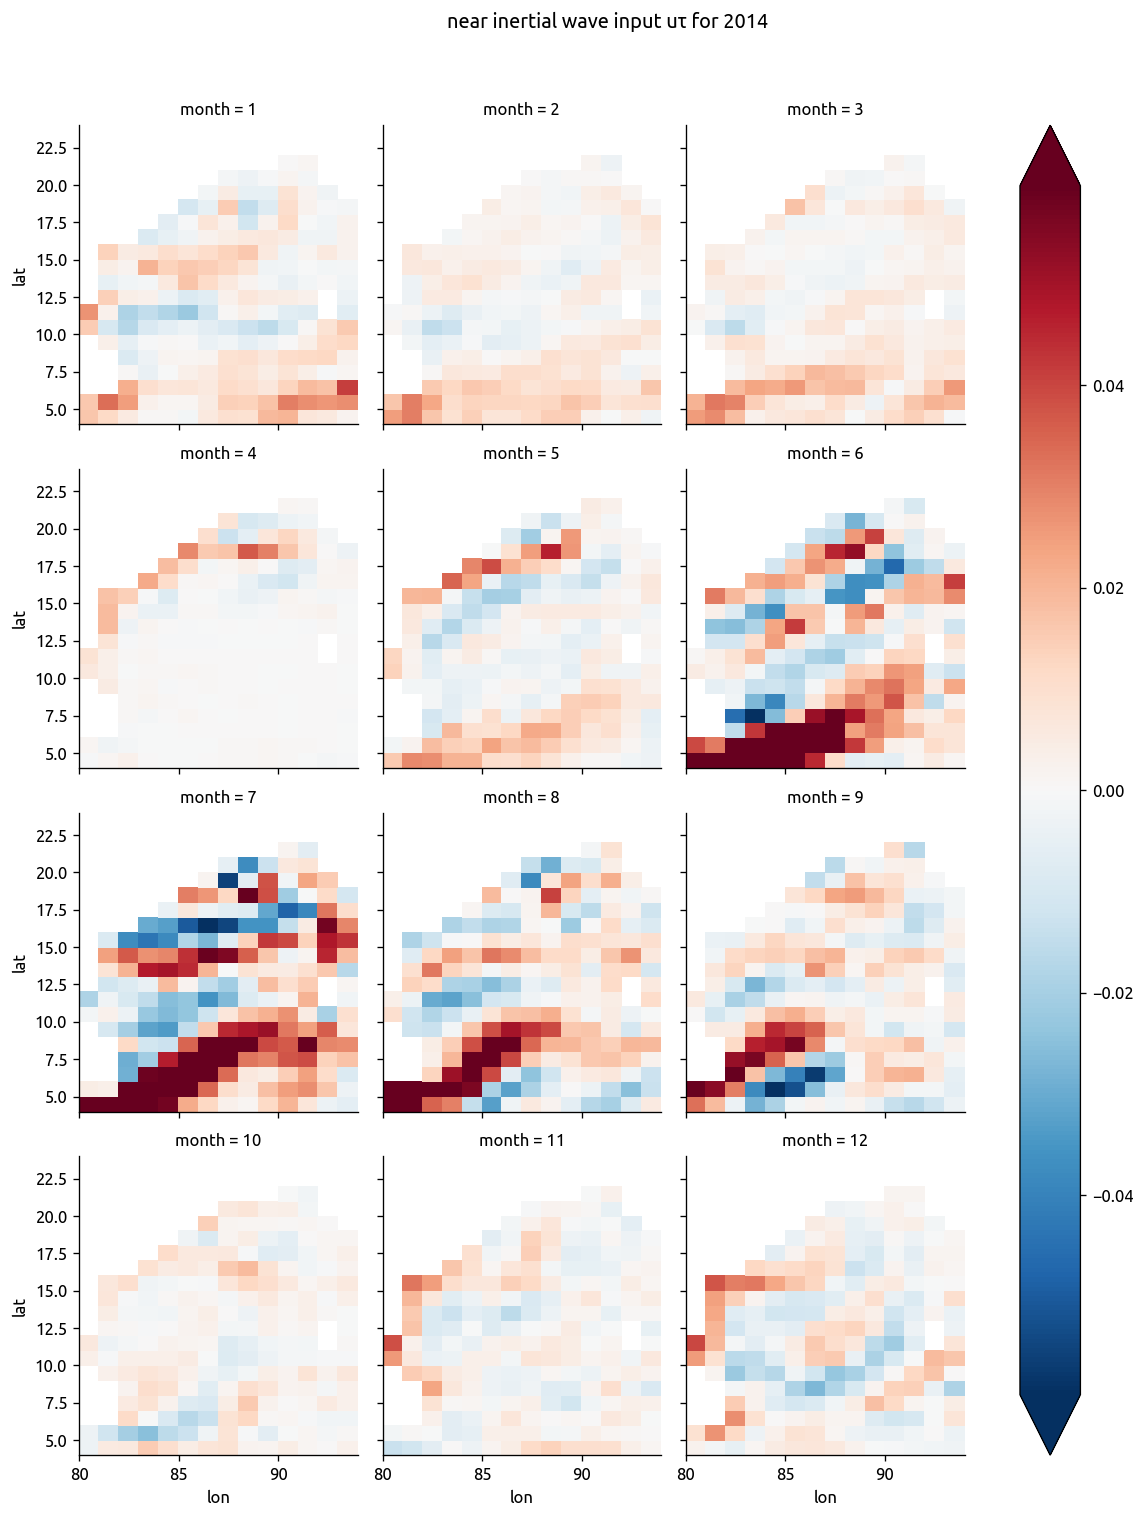 near inertial wave input uτ for 2014
month = 1
month = 2
month = 3
22.5
20.0
17.5
15.0
12.5
10.0
7.5
5.0
lat
month = 4
month = 5
month = 6
22.5
20.0
17.5
15.0
12.5
10.0
7.5
5.0
lat
month = 7
month = 8
month = 9
22.5
20.0
17.5
15.0
12.5
10.0
7.5
5.0
lat
month = 10
month = 11
month = 12
22.5
20.0
17.5
15.0
12.5
10.0
7.5
5.0
lat
80 85 90
80 85 90
80 85 90
lon
lon
lon
0.04
0.02
0.00
−0.02
−0.04